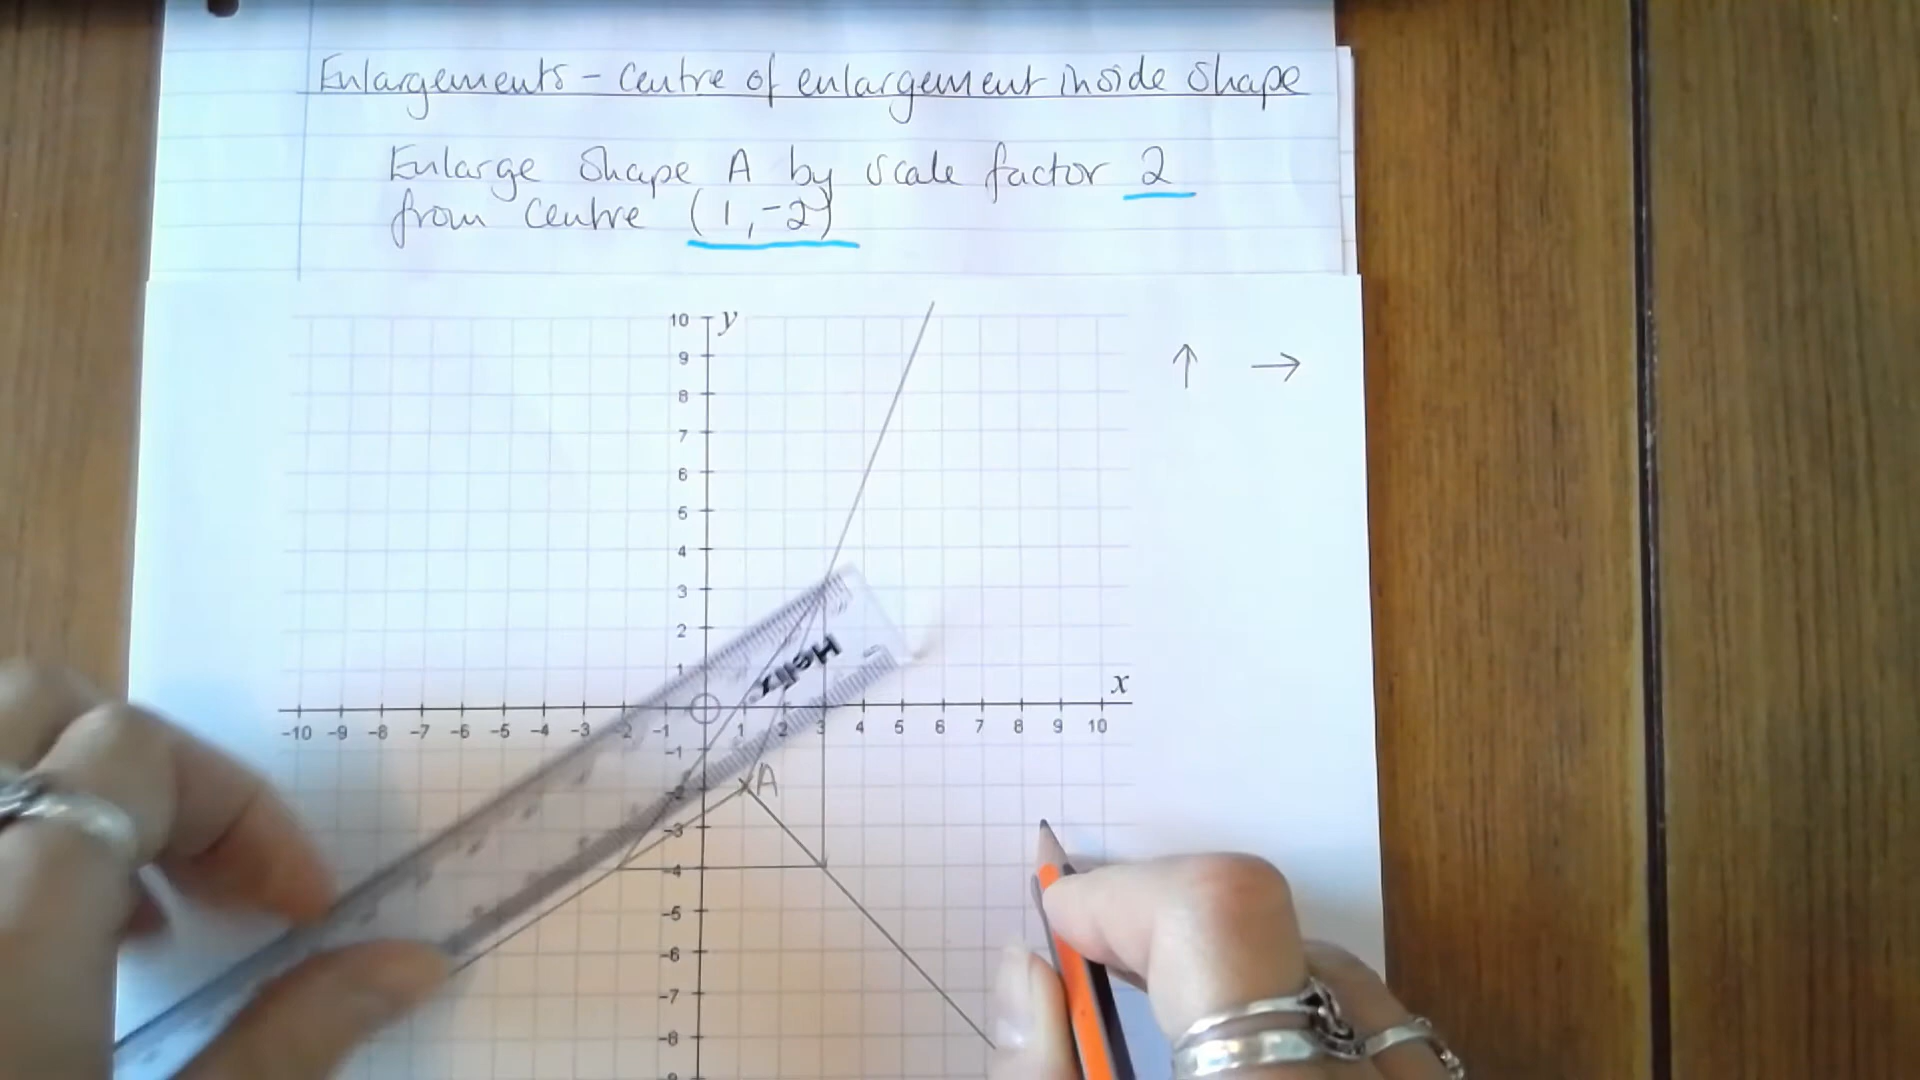 Enlargements - Centre of enlargement inside shape
Enlarge shape A by scale factor 2
from centre (1,-2)
10 y
9
8
7
6
5
4
3
2
1
Helix
x
-10 -9 -8 -7 -6 -5 -4 -3 -2 -1 1 2 3 4 5 6 7 8 9 10
-1
-2 A
-3
-4
-5
-6
-7
-8